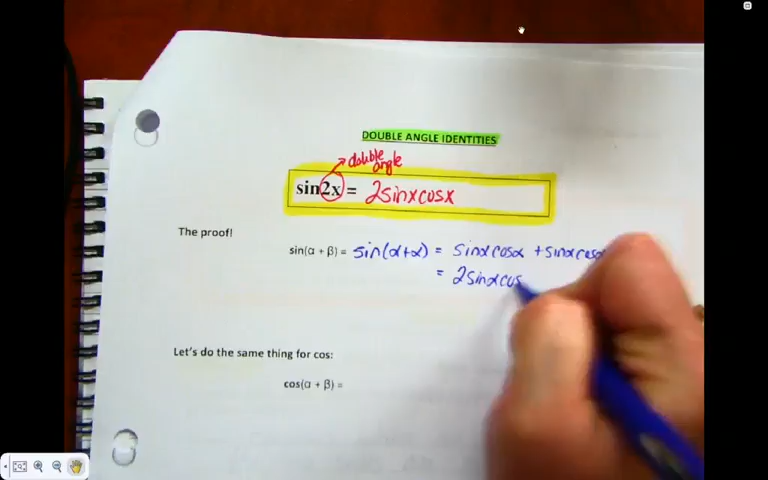 DOUBLE ANGLE IDENTITIES
double
angle
sin2x = 2sinxcosx
The proof!
sin(α + β) = sin(α+α) = sinαcosα + sinαcosα
= 2sinαcos
Let's do the same thing for cos:
cos(α + β) =